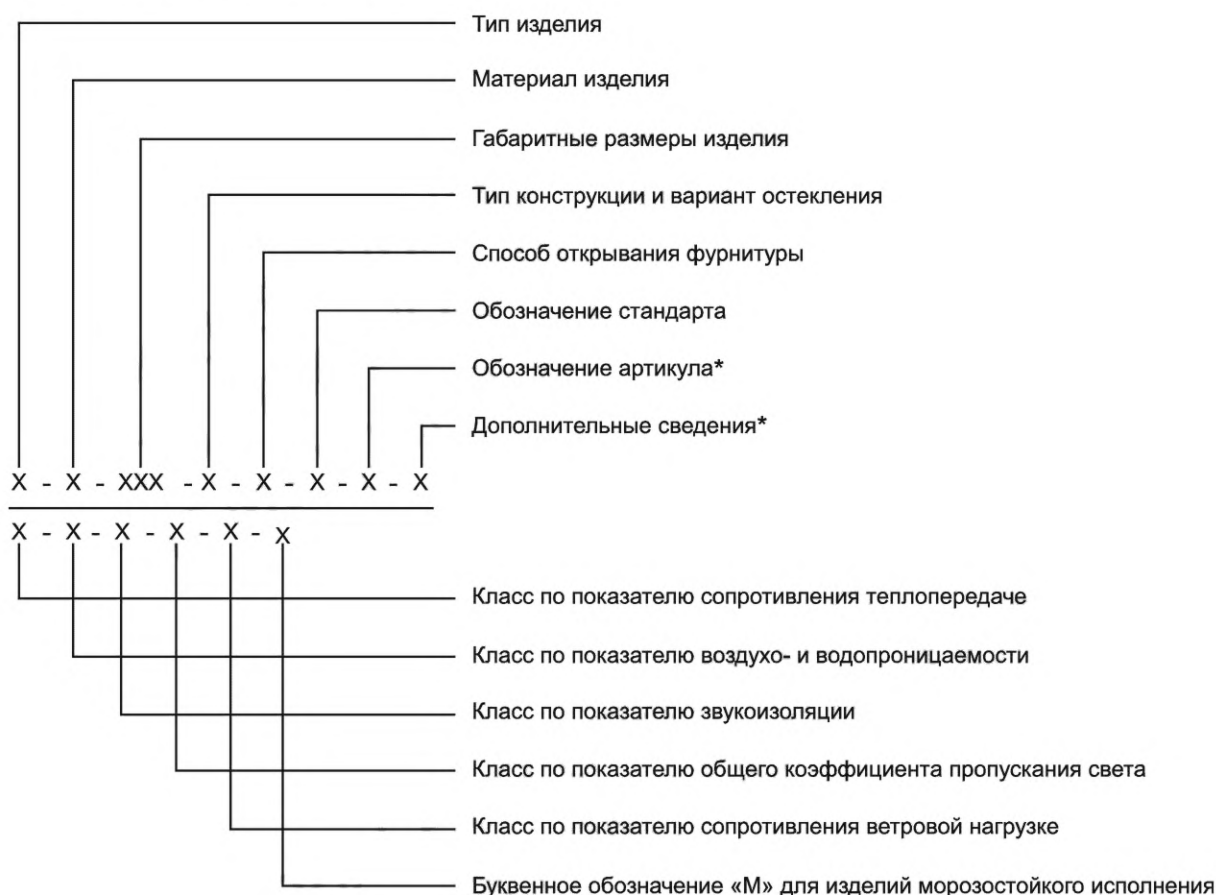 Тип изделия
Материал изделия
Габаритные размеры изделия
Тип конструкции и вариант остекления
Способ открывания фурнитуры
Обозначение стандарта
Обозначение артикула*
Дополнительные сведения*
X - X - XXX - X - X - X - X - X
X - X - X - X - X - X
Класс по показателю сопротивления теплопередаче
Класс по показателю воздухо- и водопроницаемости
Класс по показателю звукоизоляции
Класс по показателю общего коэффициента пропускания света
Класс по показателю сопротивления ветровой нагрузке
Буквенное обозначение «М» для изделий морозостойкого исполнения